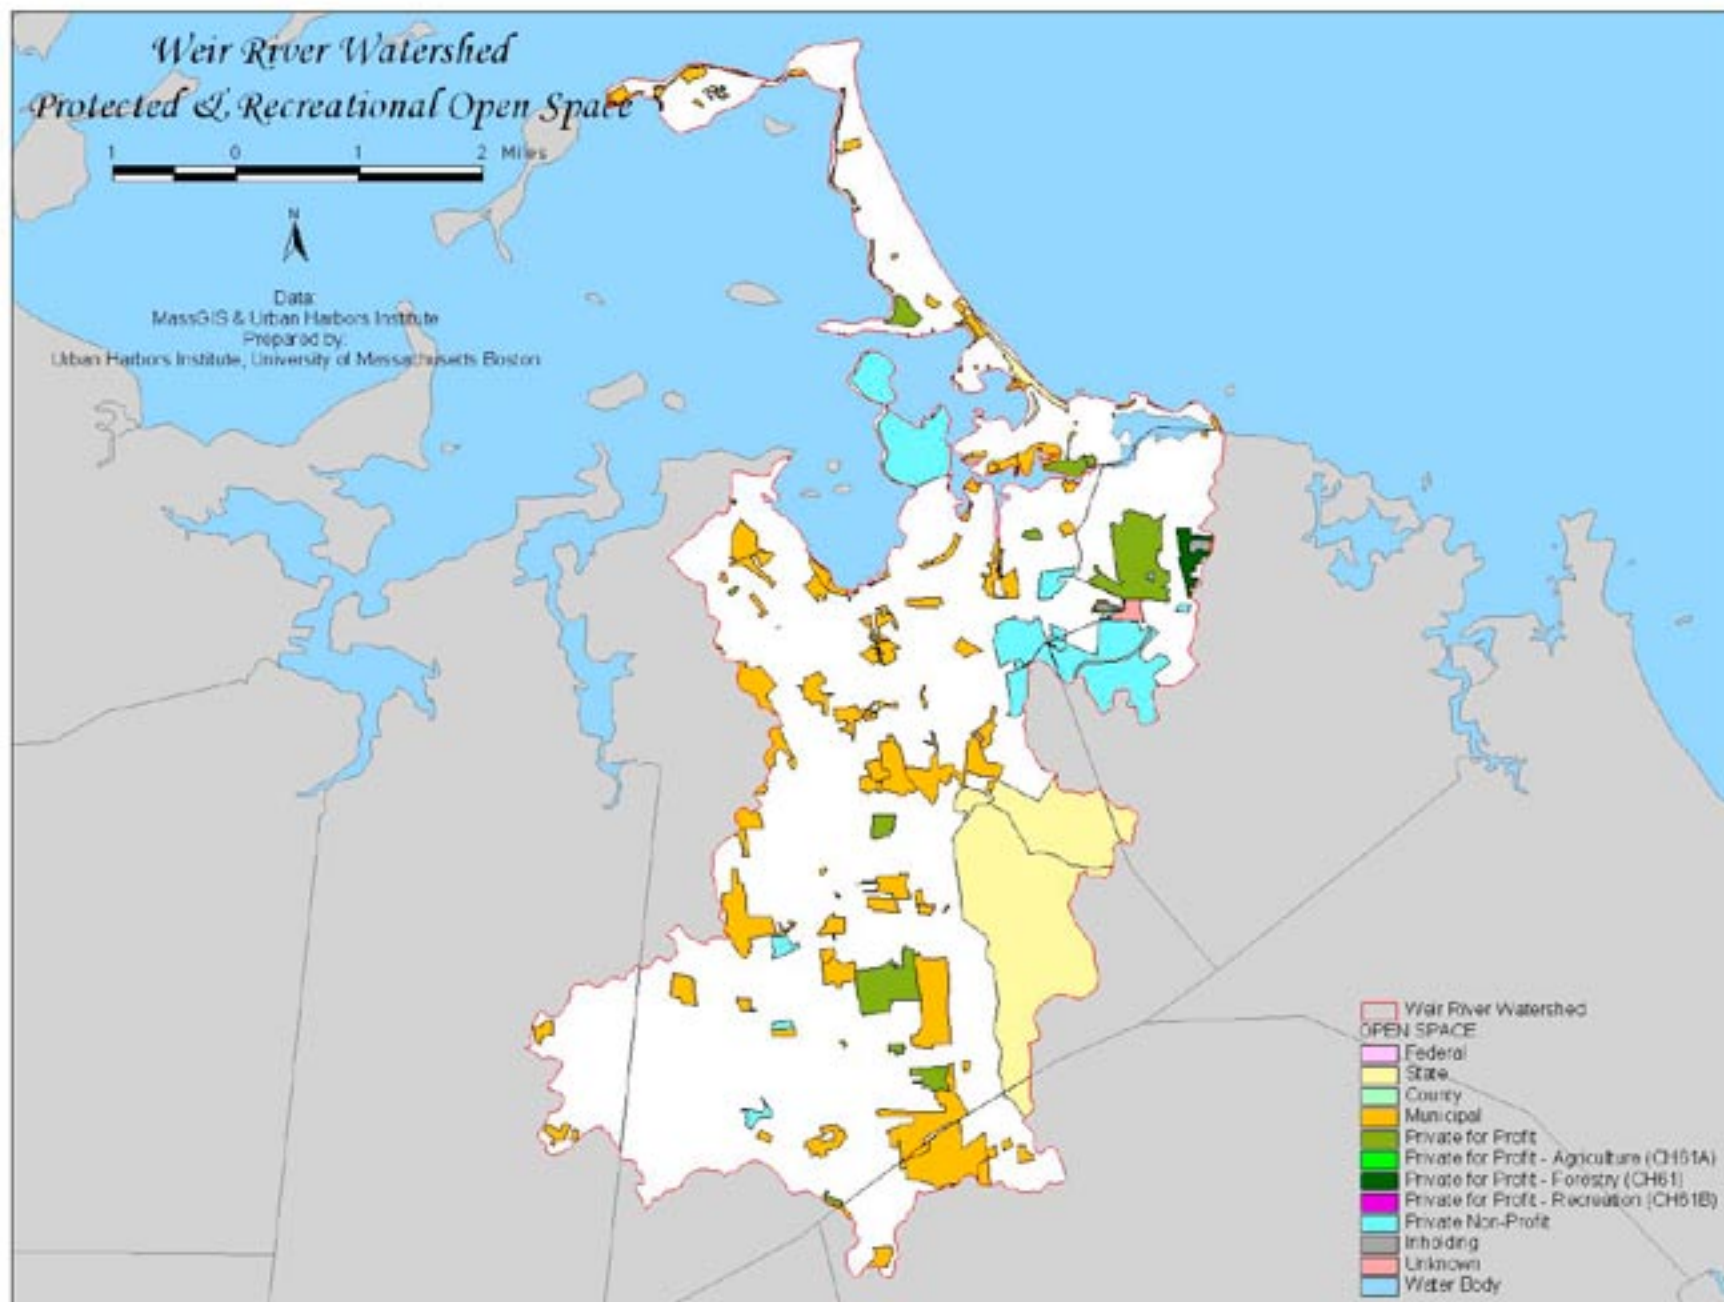 Weir River Watershed
Protected & Recreational Open Space
1 0 1 2 Miles
N
Data:
MassGIS & Urban Harbors Institute
Prepared by:
Urban Harbors Institute, University of Massachusetts Boston
Weir River Watershed
OPEN SPACE
Federal
State
County
Municipal
Private for Profit
Private for Profit - Agriculture (CH61A)
Private for Profit - Forestry (CH61)
Private for Profit - Recreation (CH61B)
Private Non-Profit
Inholding
Unknown
Water Body